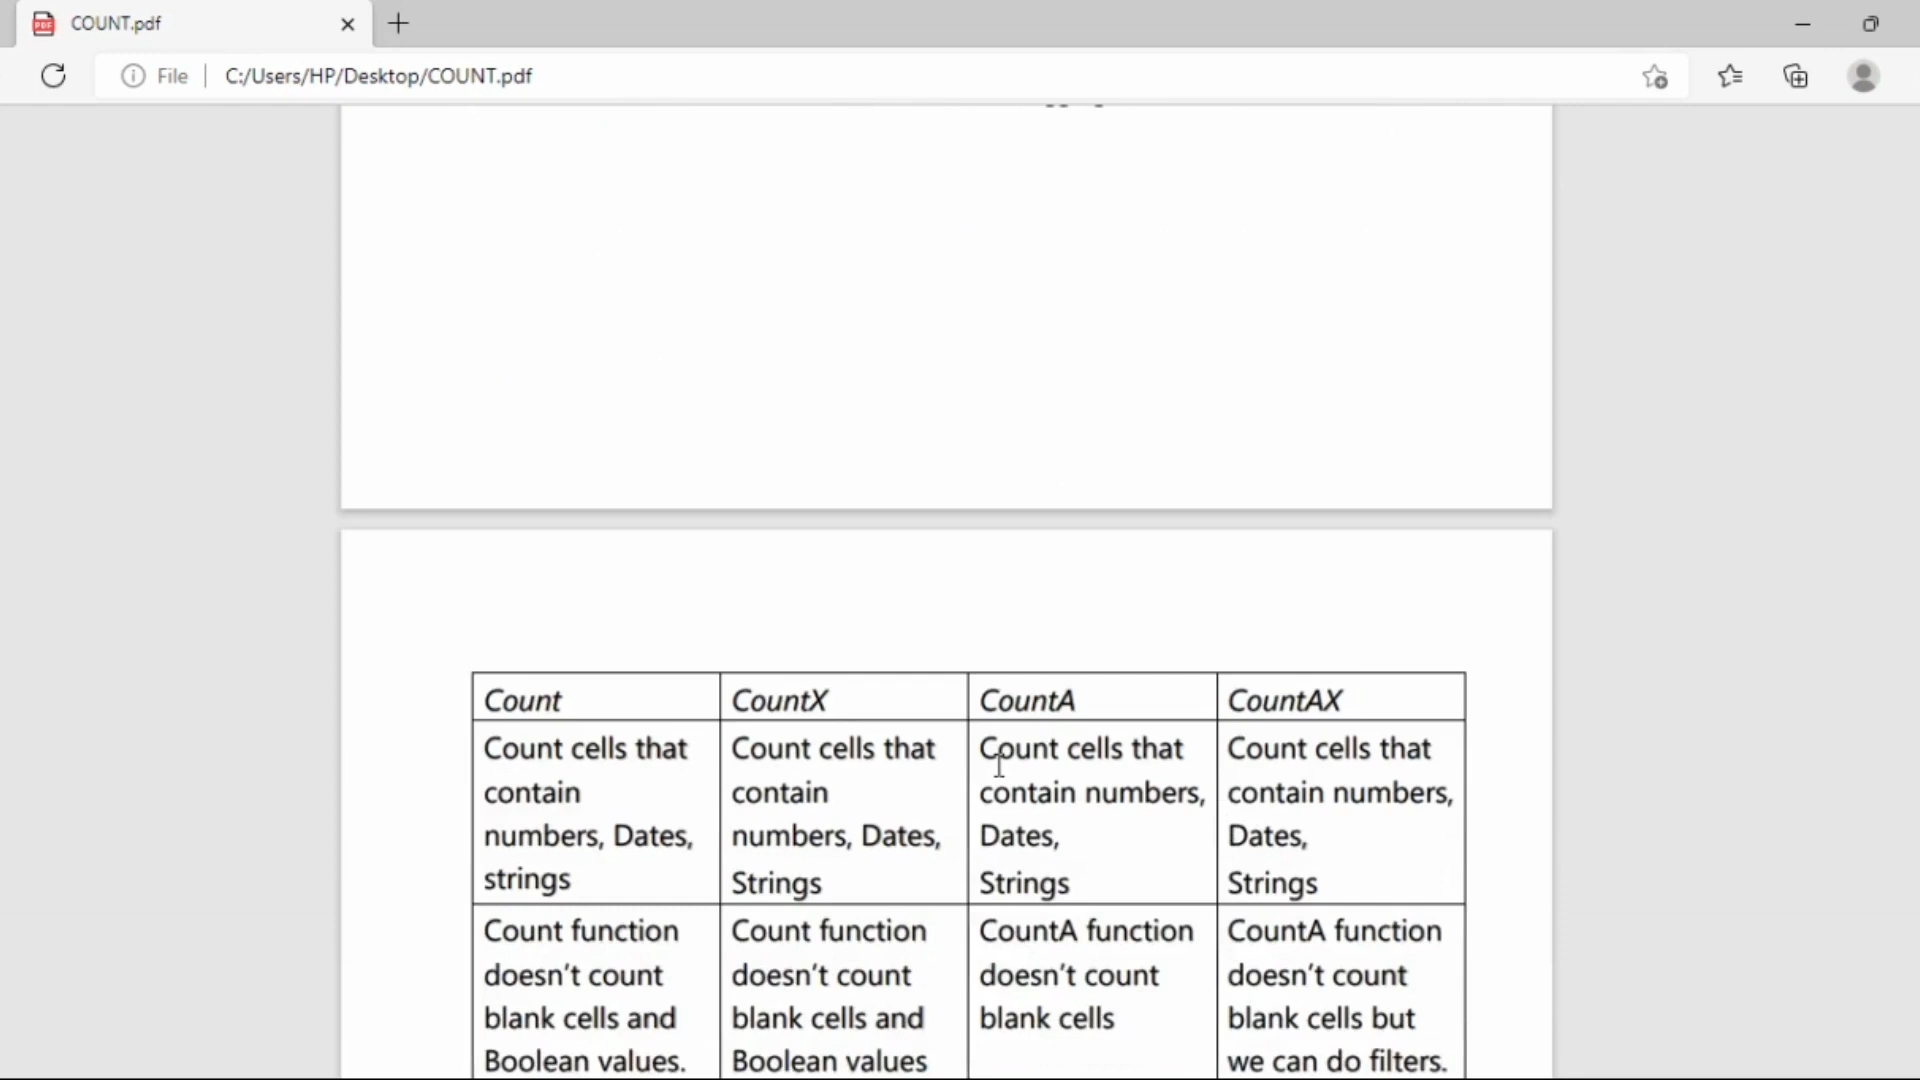 COUNT.pdf
File
C:/Users/HP/Desktop/COUNT.pdf
Count
CountX
CountA
CountAX
Count cells that
contain
numbers, Dates,
strings
Count cells that
contain
numbers, Dates,
Strings
Count cells that
contain numbers,
Dates,
Strings
Count cells that
contain numbers,
Dates,
Strings
Count function
doesn't count
blank cells and
Boolean values.
Count function
doesn't count
blank cells and
Boolean values
CountA function
doesn't count
blank cells
CountA function
doesn't count
blank cells but
we can do filters.